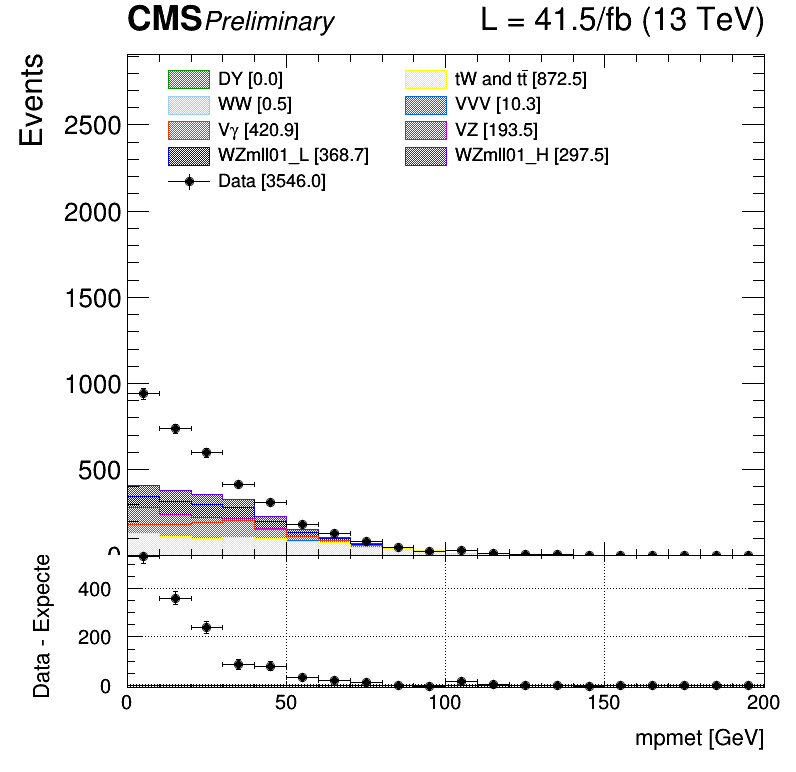 CMS Preliminary L = 41.5/fb (13 TeV)
Events
DY [0.0] tW and tt̄ [872.5]
WW [0.5] VVV [10.3]
Vγ [420.9] VZ [193.5]
WZmll01_L [368.7] WZmll01_H [297.5]
Data [3546.0]
2500
2000
1500
1000
500
0
Data - Expecte
400
200
0
0 50 100 150 200
mpmet [GeV]